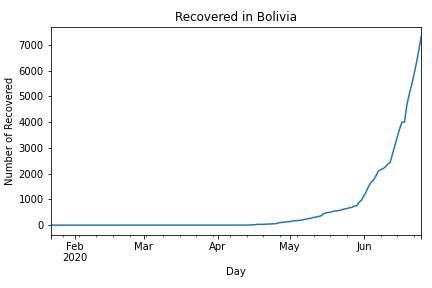 Recovered in Bolivia
Number of Recovered
7000
6000
5000
4000
3000
2000
1000
0
Feb
2020
Mar
Apr
May
Jun
Day